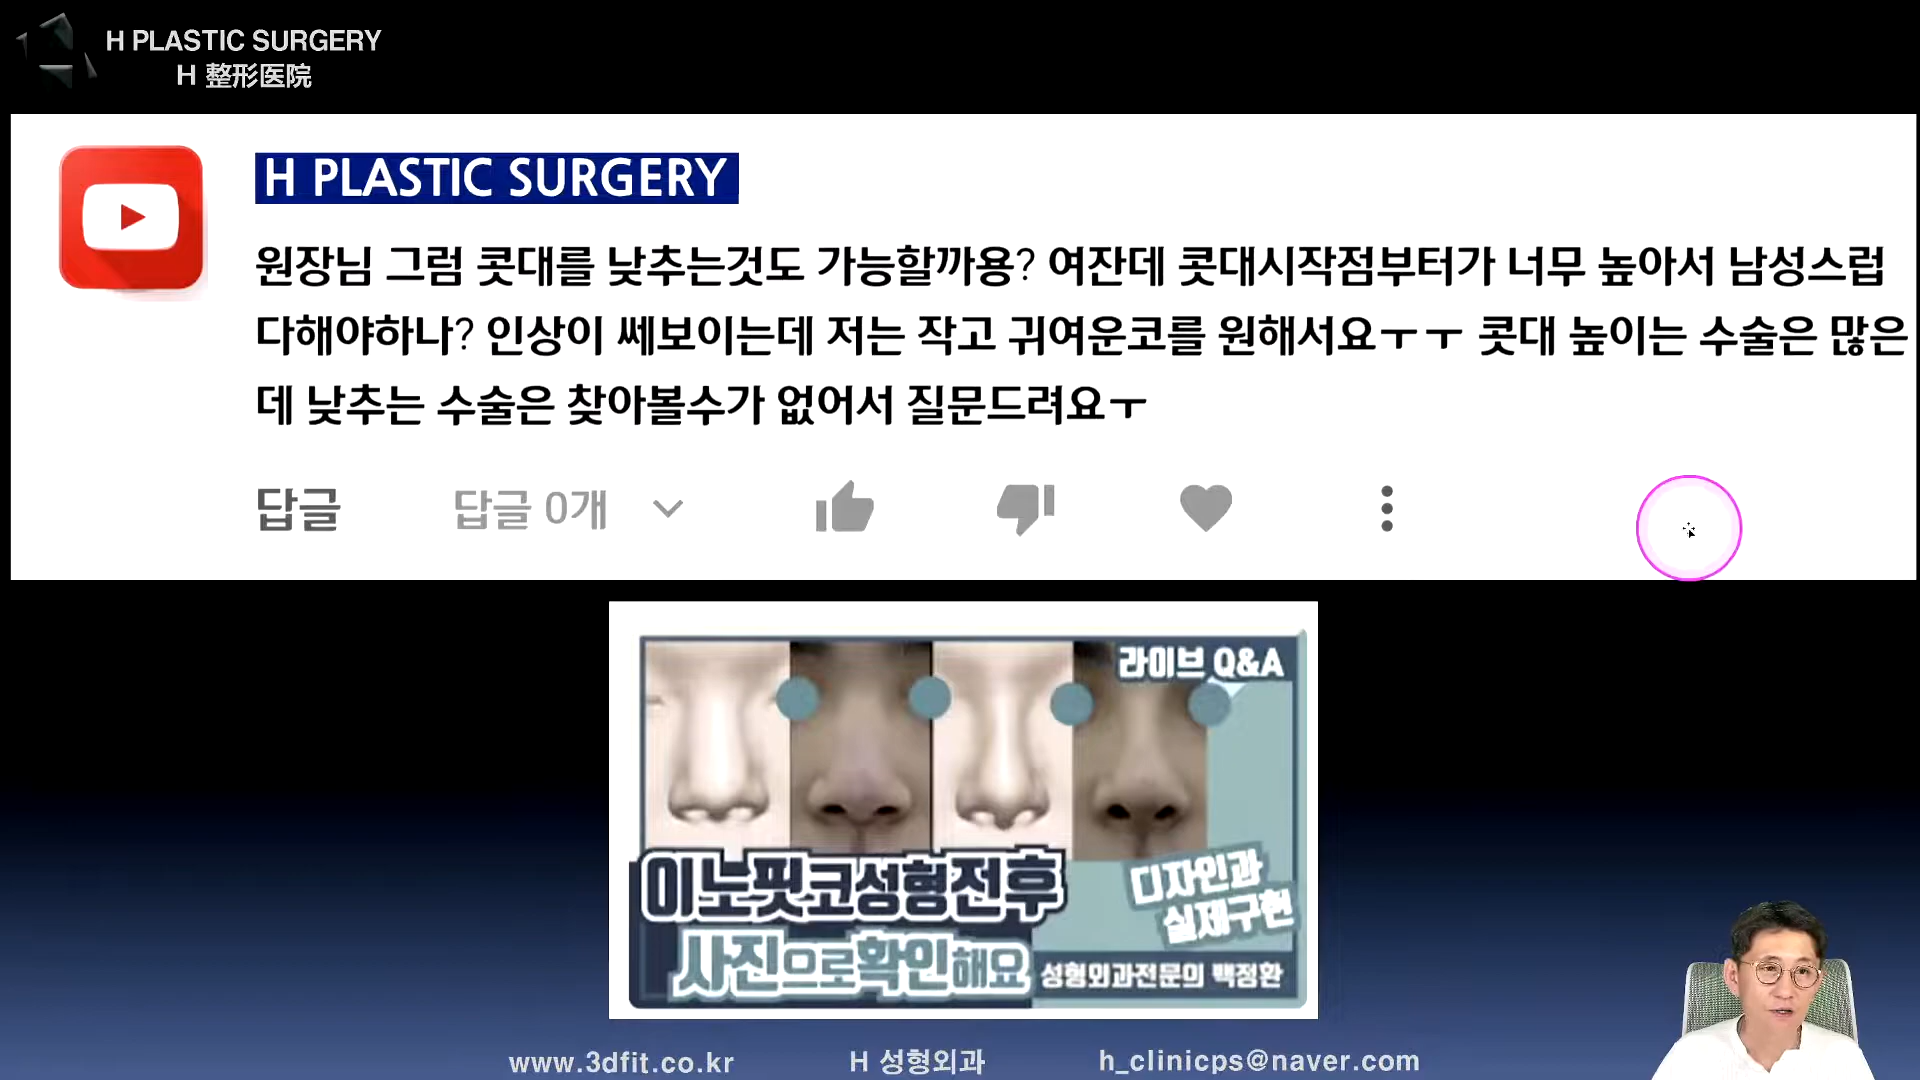 H PLASTIC SURGERY
H 整形医院
H PLASTIC SURGERY
원장님 그럼 콧대를 낮추는것도 가능할까용? 여잔데 콧대시작점부터가 너무 높아서 남성스럽
다해야하나? 인상이 쎄보이는데 저는 작고 귀여운코를 원해서요ㅜㅜ 콧대 높이는 수술은 많은
데 낮추는 수술은 찾아볼수가 없어서 질문드려요ㅜ
답글 답글 0개
라이브 Q&A
이노핏코성형전후
사진으로확인해요
디자인과
실제구현
성형외과전문의 백정환
www.3dfit.co.kr H 성형외과 h_clinicps@naver.com